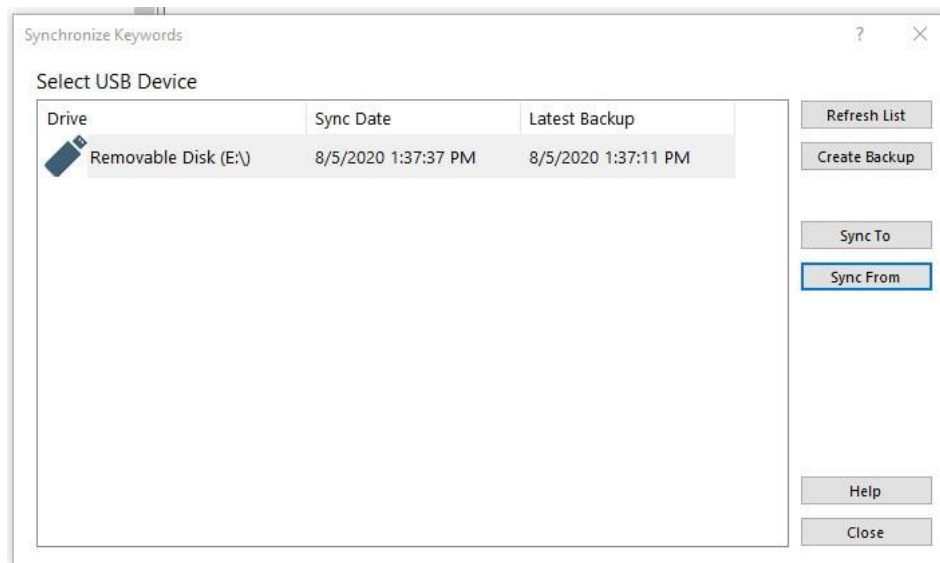 Synchronize Keywords ?
Select USB Device
Drive Sync Date Latest Backup
Removable Disk (E:\) 8/5/2020 1:37:37 PM 8/5/2020 1:37:11 PM
Refresh List
Create Backup
Sync To
Sync From
Help
Close